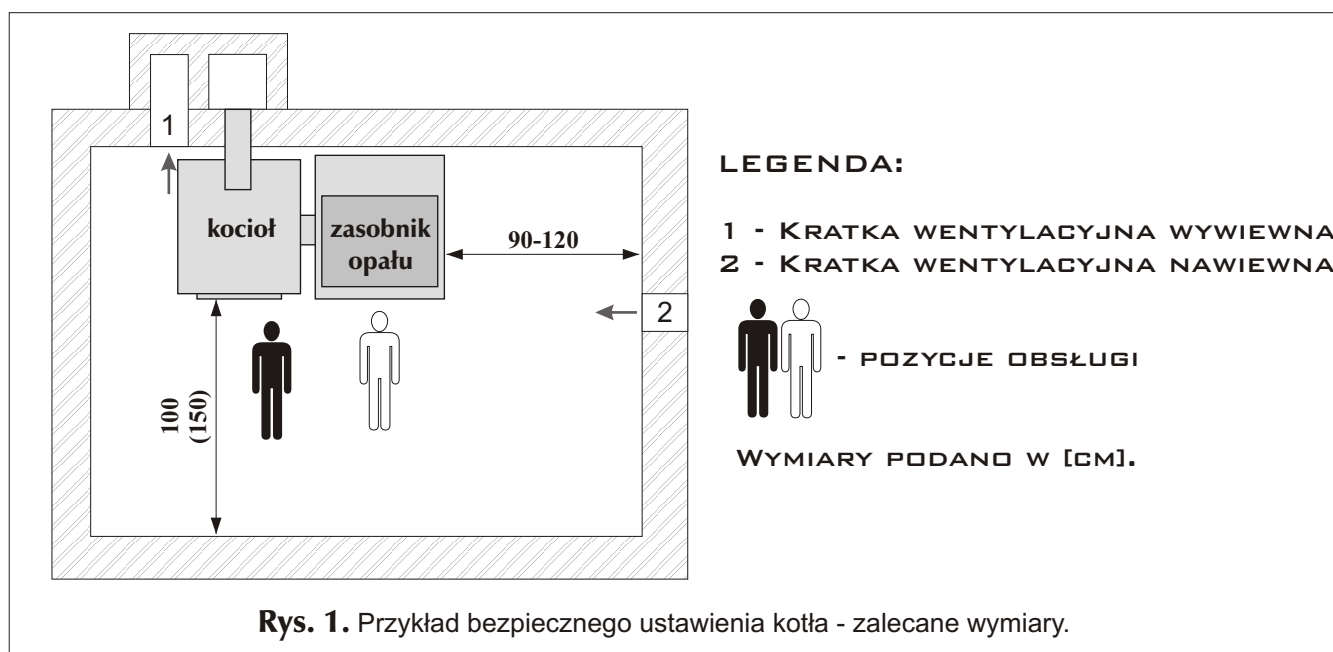 1
kocioł
zasobnik
opału
90-120
2
100
(150)
LEGENDA:
1 - KRATKA WENTYLACYJNA WYWIEWNA
2 - KRATKA WENTYLACYJNA NAWIEWNA
- POZYCJE OBSŁUGI
WYMIARY PODANO W [CM].
Rys. 1. Przykład bezpiecznego ustawienia kotła - zalecane wymiary.